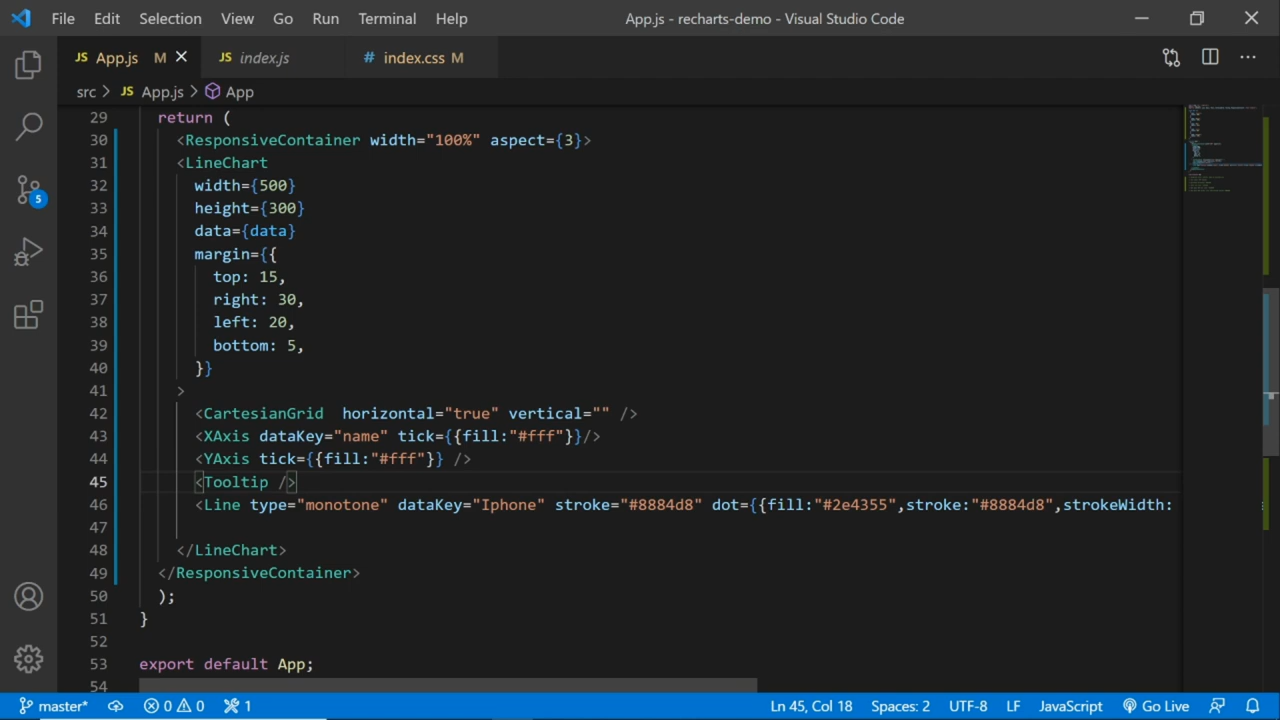 File Edit Selection View Go Run Terminal Help App.js - recharts-demo - Visual Studio Code
JS App.js M JS index.js # index.css M
src JS App.js App
29 return (
30 <ResponsiveContainer width="100%" aspect={3}>
31 <LineChart
32 width={500}
33 height={300}
34 data={data}
35 margin={{
36 top: 15,
37 right: 30,
38 left: 20,
39 bottom: 5,
40 }}
41 >
42 <CartesianGrid  horizontal="true" vertical="" />
43 <XAxis dataKey="name" tick={{fill:"#fff"}}/>
44 <YAxis tick={{fill:"#fff"}} />
45 <Tooltip />
46 <Line type="monotone" dataKey="Iphone" stroke="#8884d8" dot={{fill:"#2e4355",stroke:"#8884d8",strokeWidth:
47
48 </LineChart>
49 </ResponsiveContainer>
50 );
51 }
52
53 export default App;
54
5
master* 0 0 1 Ln 45, Col 18 Spaces: 2 UTF-8 LF JavaScript Go Live